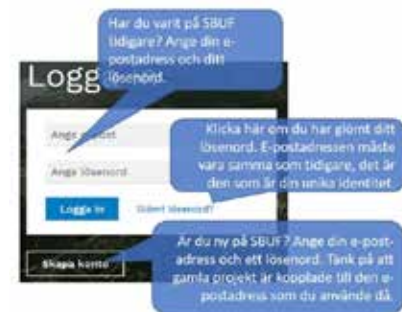 Har du varit på SBUF
tidigare? Ange din e-
postadress och ditt
lösenord.
Logg
Ange
Klicka här om du har glömt ditt
lösenord. E-postadressen måste
vara samma som tidigare, det är
den som är din unika identitet.
Ange lösenord
Logga in
Glömt lösenord?
Är du ny på SBUF? Ange din e-post-
adress och ett lösenord. Tänk på att
gamla projekt är kopplade till den e-
postadress som du använde då.
Skapa konto